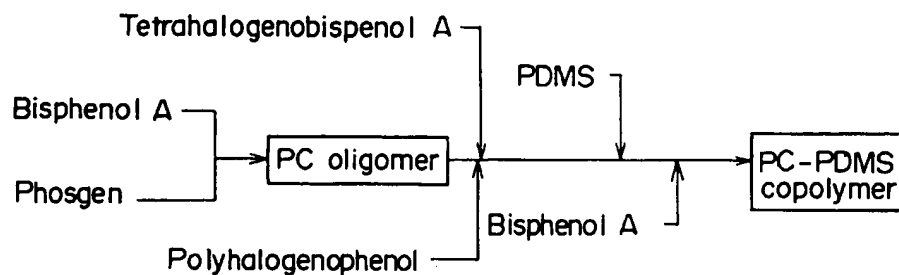 Tetrahalogenobispenol A
PDMS
Bisphenol A
PC oligomer
PC-PDMS
copolymer
Phosgen
Bisphenol A
Polyhalogenophenol